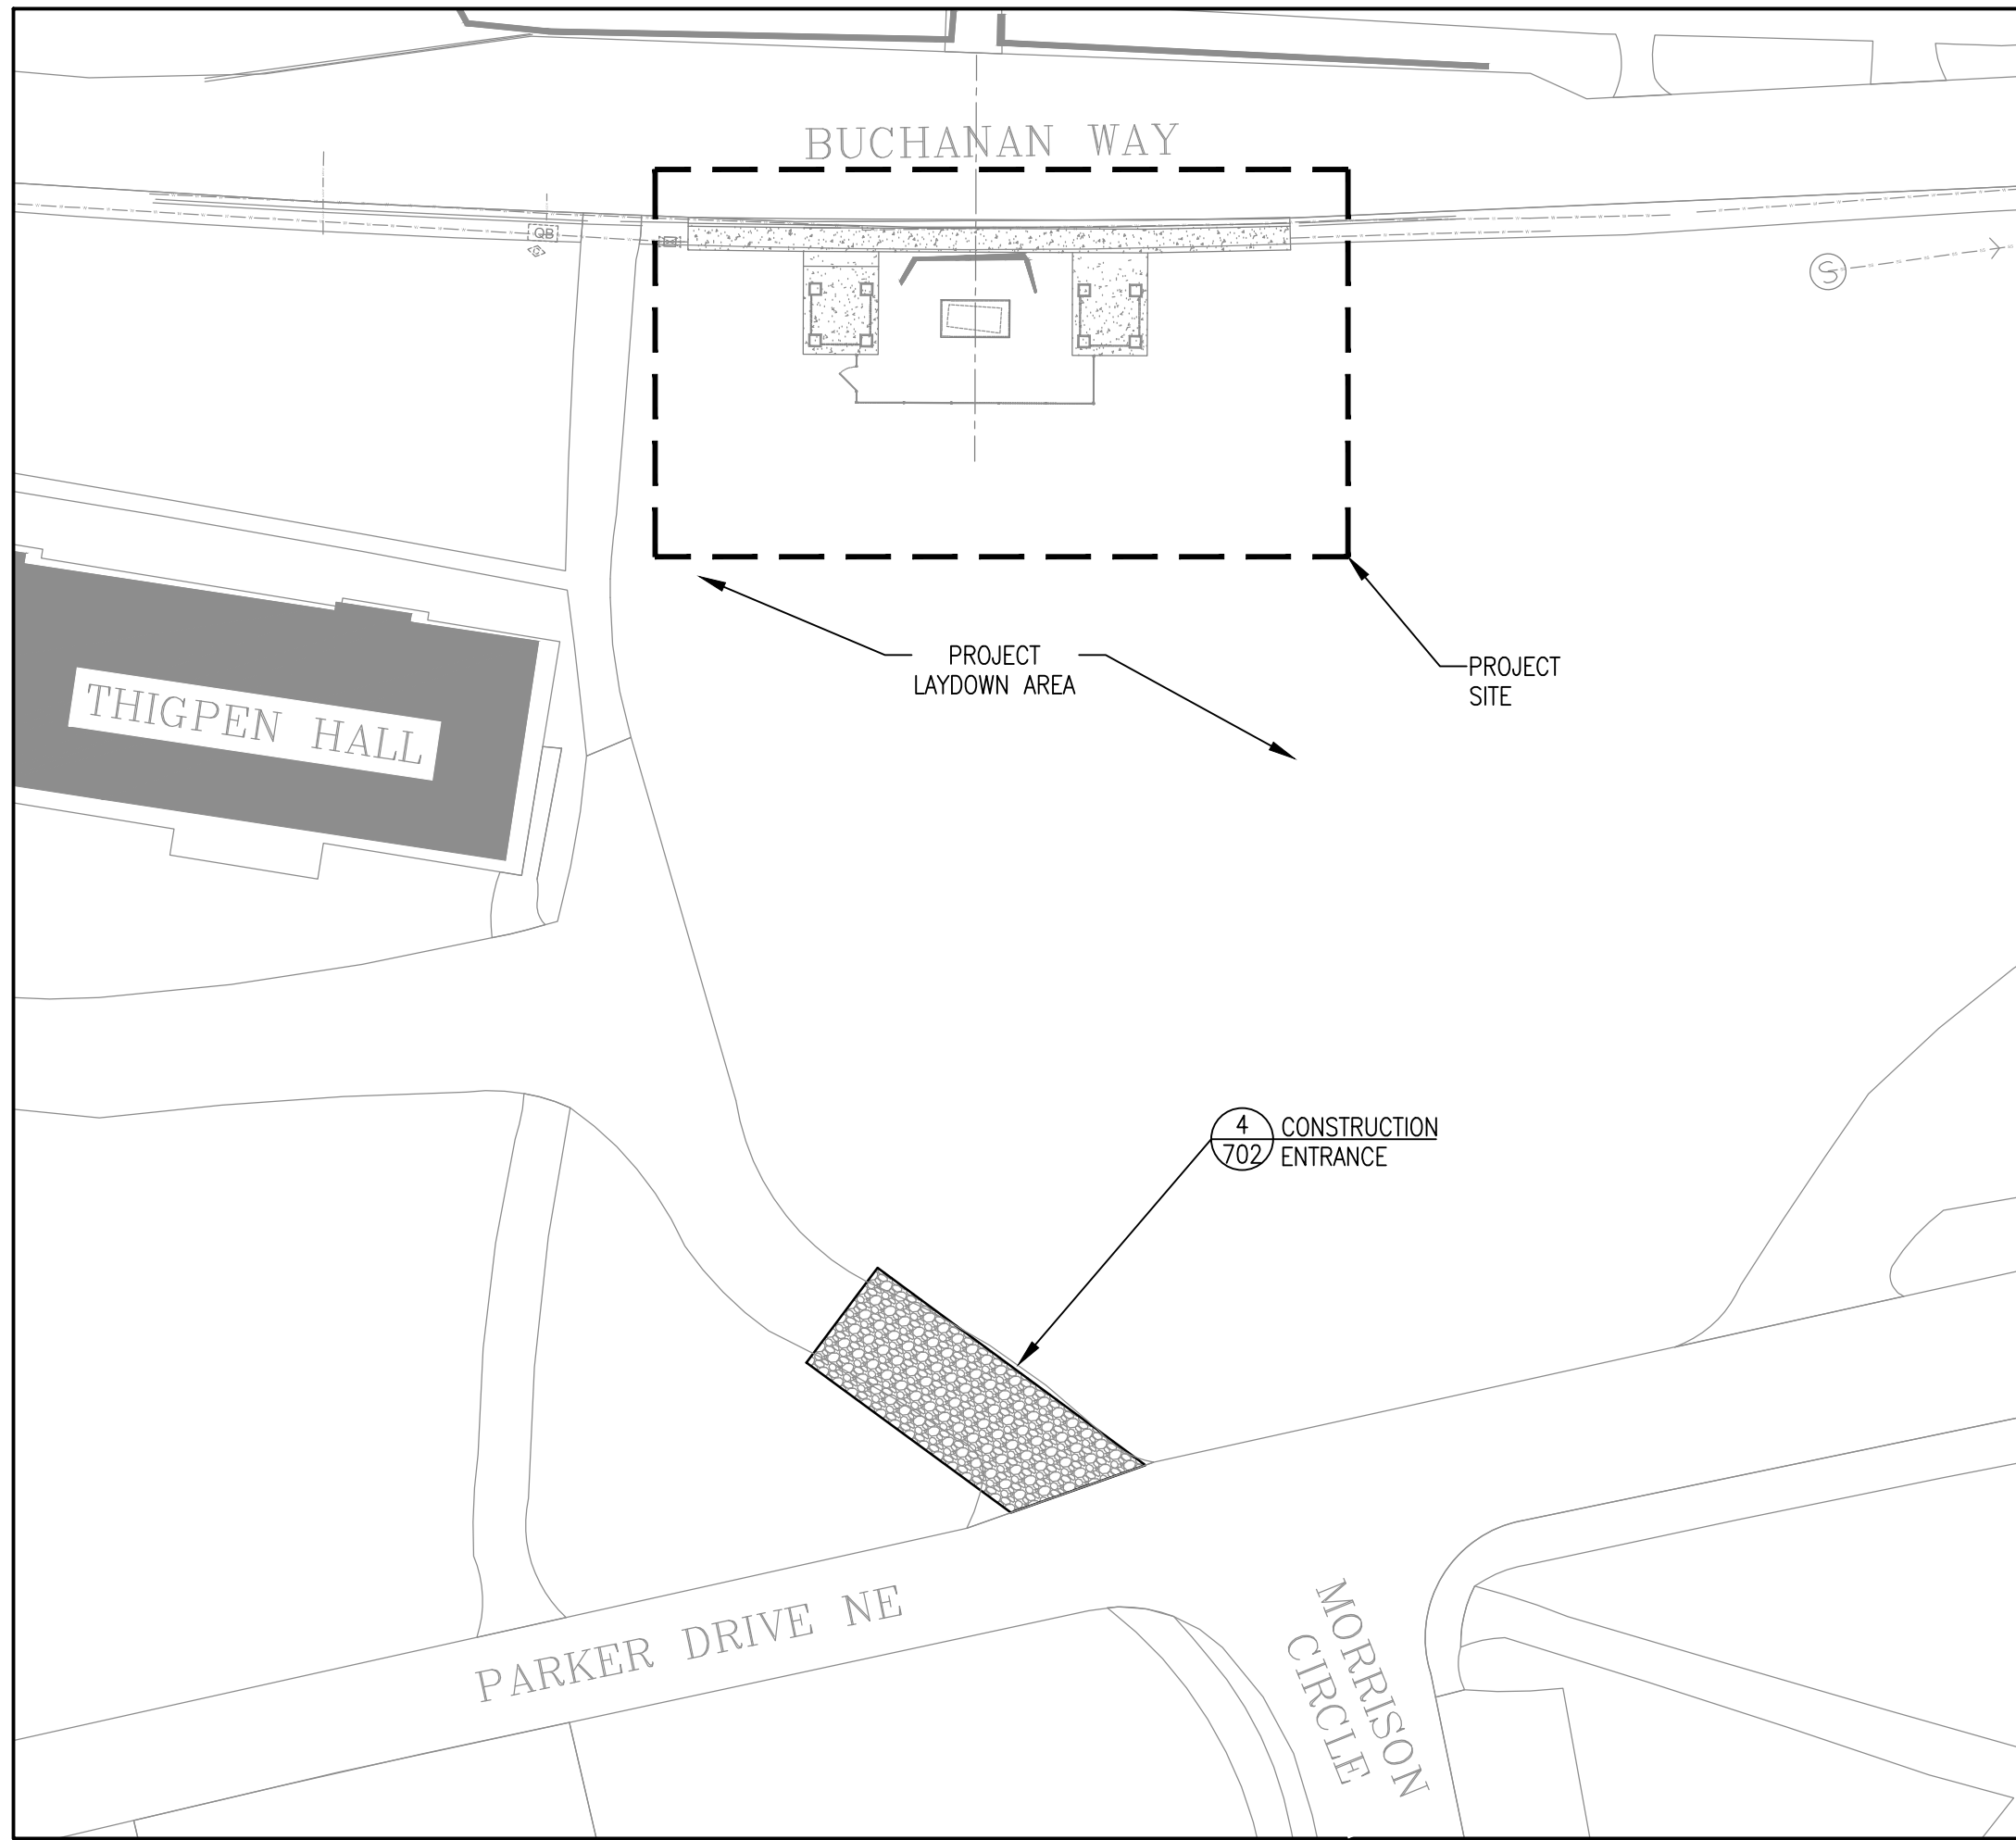 BUCHANAN WAY
QB
G
S
THIGPEN HALL
PROJECT
LAYDOWN AREA
PROJECT
SITE
4
702
CONSTRUCTION
ENTRANCE
PARKER DRIVE NE
MORRISON
CIRCLE